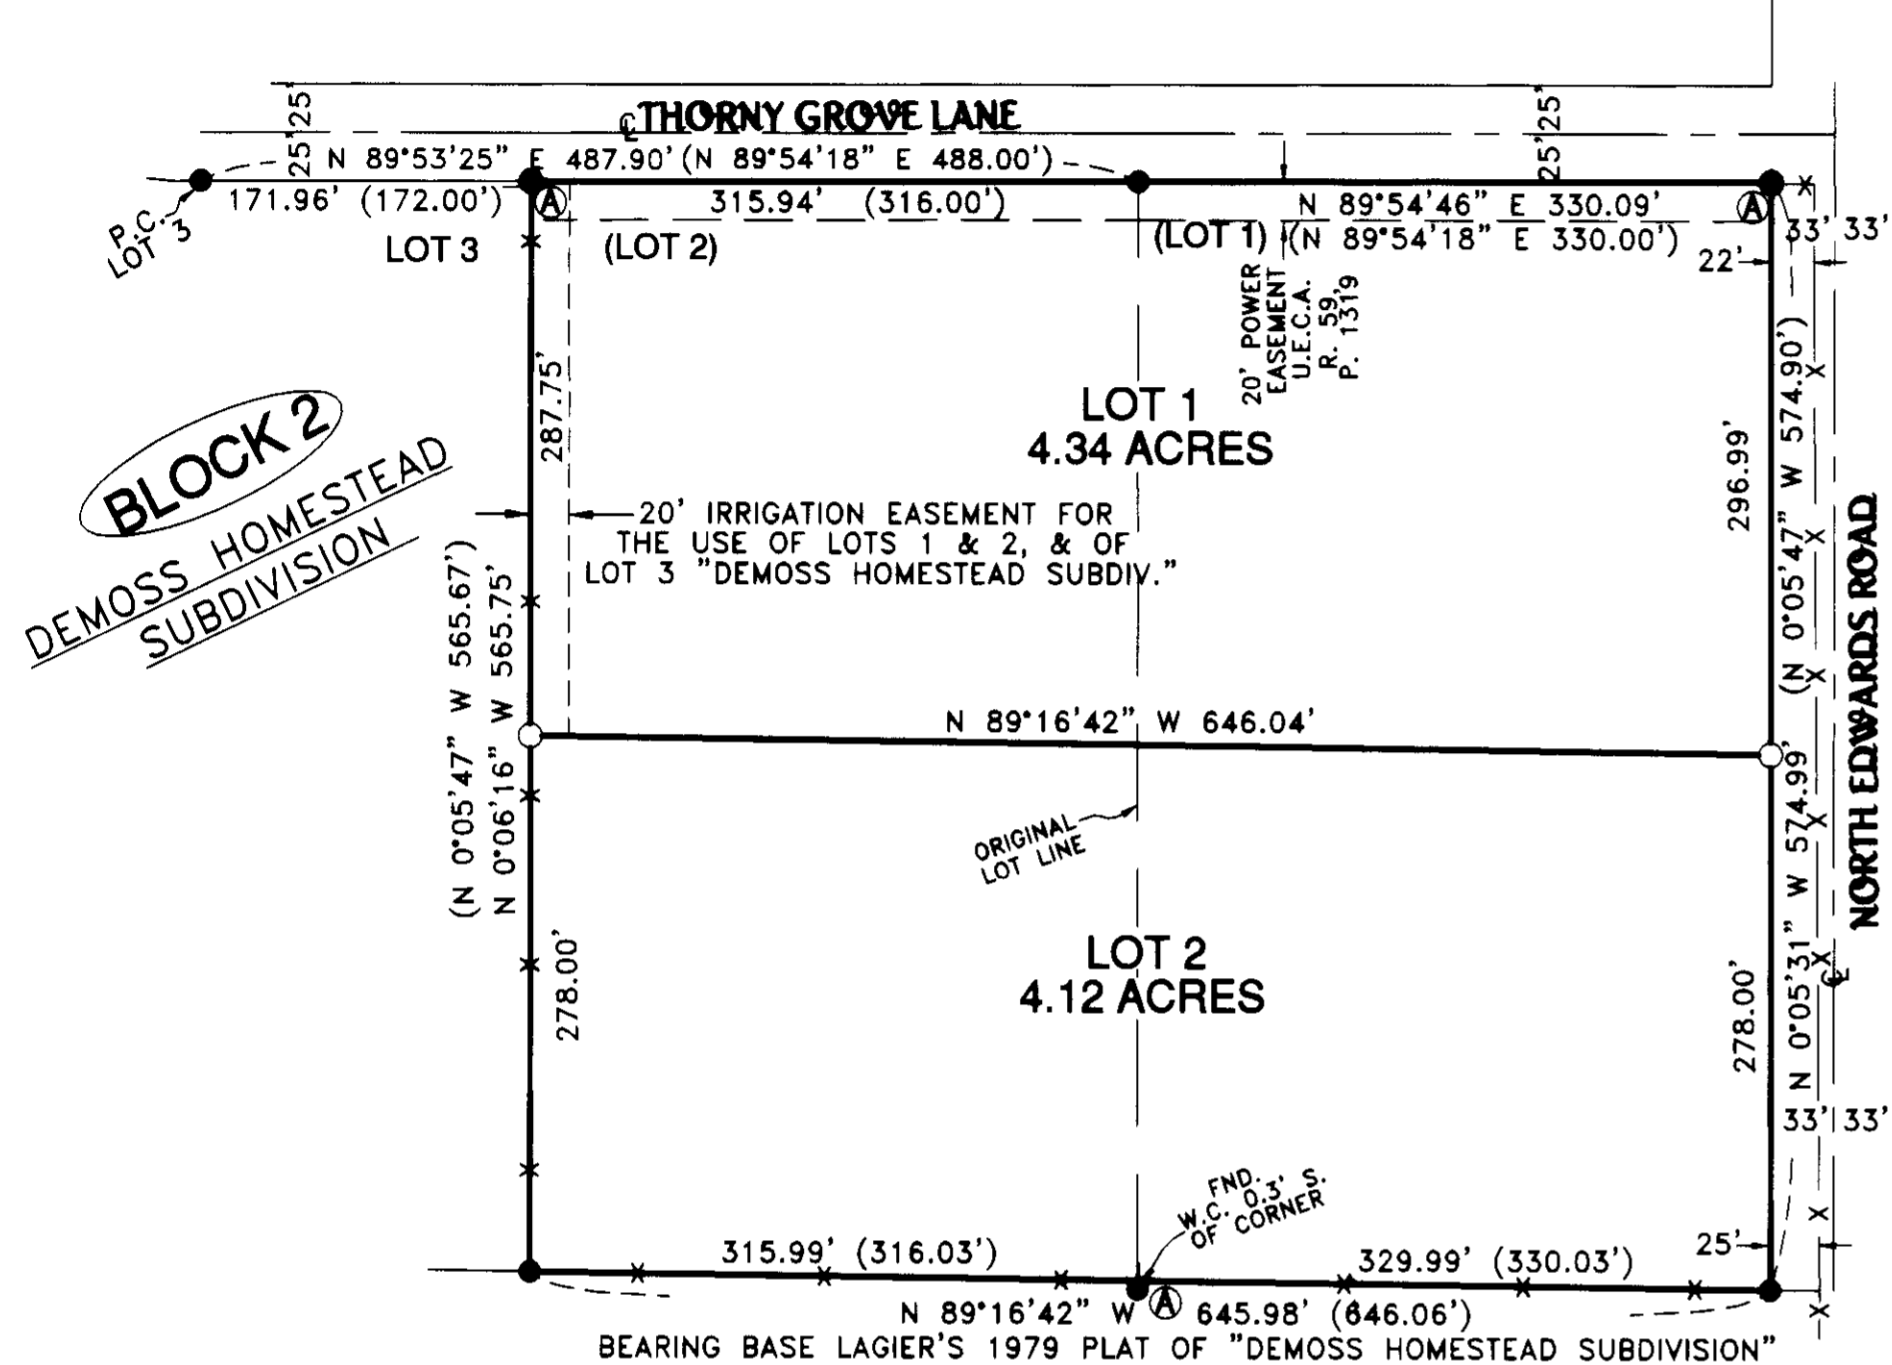 25' 25'
℄ THORNY GROVE LANE
25' 25'
N 89°53'25" E 487.90' (N 89°54'18" E 488.00')
171.96' (172.00')
315.94' (316.00')
N 89°54'46" E 330.09'
(N 89°54'18" E 330.00')
P.C.
LOT 3
LOT 3
A
(LOT 2)
(LOT 1)
A
33' 33'
22'
20' POWER
EASEMENT
U.E.C.A.
R. 59,
P. 1319
287.75'
LOT 1
4.34 ACRES
296.99'
(N 0°05'47" W 574.90')
BLOCK 2
DEMOSS HOMESTEAD
SUBDIVISION
20' IRRIGATION EASEMENT FOR
THE USE OF LOTS 1 & 2, & OF
LOT 3 "DEMOSS HOMESTEAD SUBDIV."
(N 0°05'47" W 565.67')
N 0°06'16" W 565.75'
N 89°16'42" W 646.04'
NORTH EDWARDS ROAD
℄
ORIGINAL
LOT LINE
LOT 2
4.12 ACRES
278.00'
278.00'
N 0°05'31" W 574.99'
33' 33'
FND.
W.C. 0.3' S.
OF CORNER
25'
315.99' (316.03')
329.99' (330.03')
N 89°16'42" W A 645.98' (646.06')
BEARING BASE LAGIER'S 1979 PLAT OF "DEMOSS HOMESTEAD SUBDIVISION"